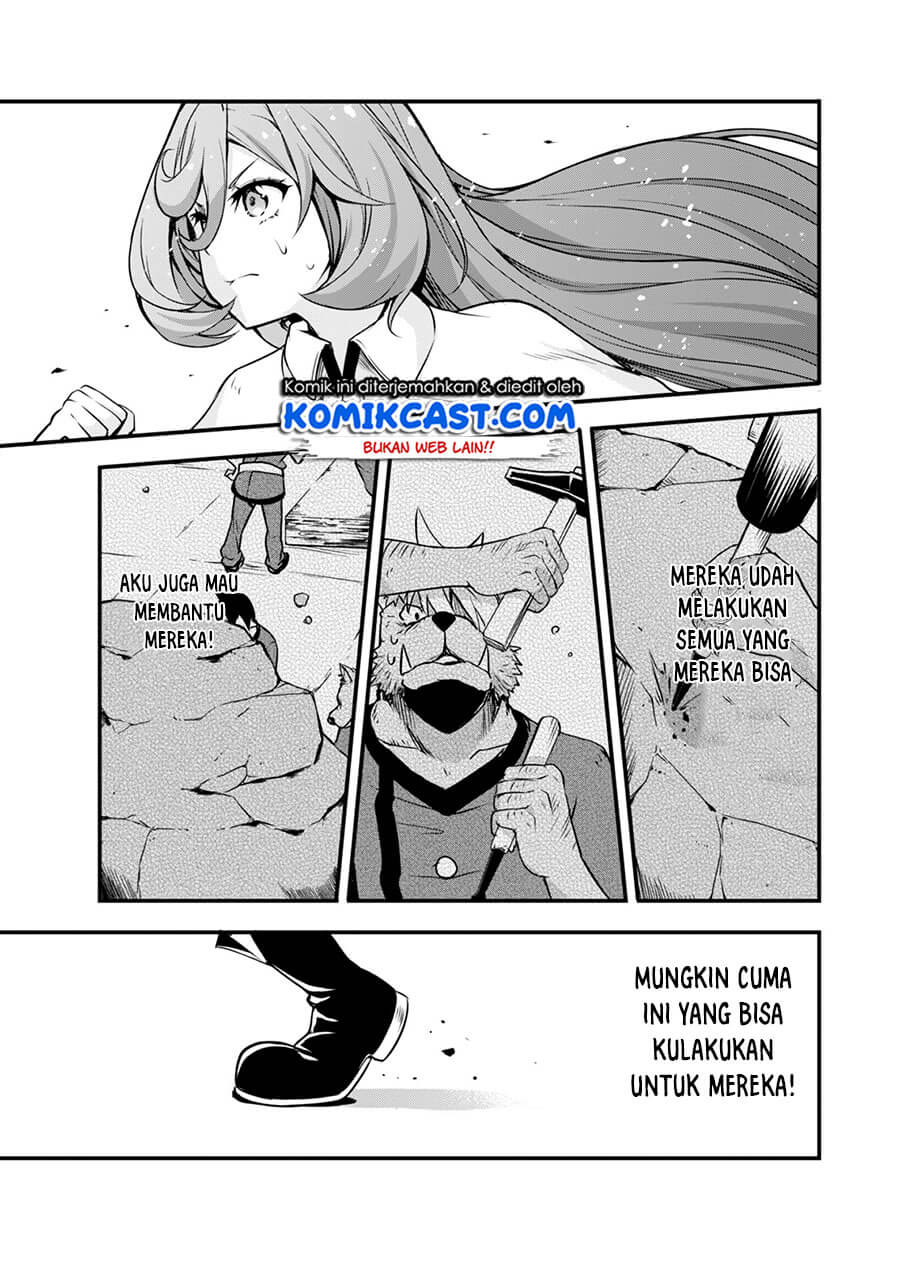 Komik ini diterjemahkan & diedit oleh
KOMIKCAST.COM
BUKAN WEB LAIN!!
MEREKA UDAH
MELAKUKAN
SEMUA YANG
MEREKA BISA
AKU JUGA MAU
MEMBANTU
MEREKA!
MUNGKIN CUMA
INI YANG BISA
KULAKUKAN
UNTUK MEREKA!